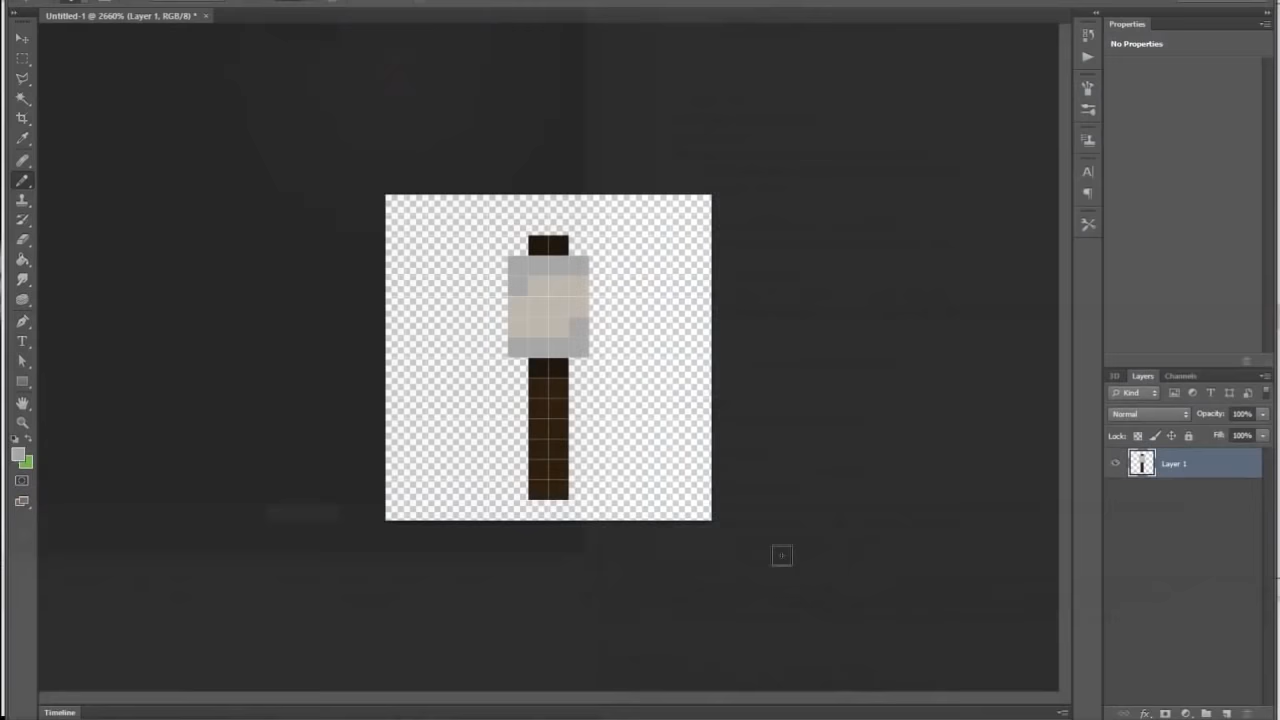 Untitled-1 @ 2660% (Layer 1, RGB/8) * ×
Properties
No Properties
3D Layers Channels
Kind
Normal Opacity: 100%
Lock: Fill: 100%
Layer 1
Timeline